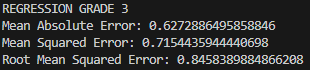 REGRESSION GRADE 3
Mean Absolute Error: 0.6272886495858846
Mean Squared Error: 0.7154435944440698
Root Mean Squared Error: 0.8458389884866208